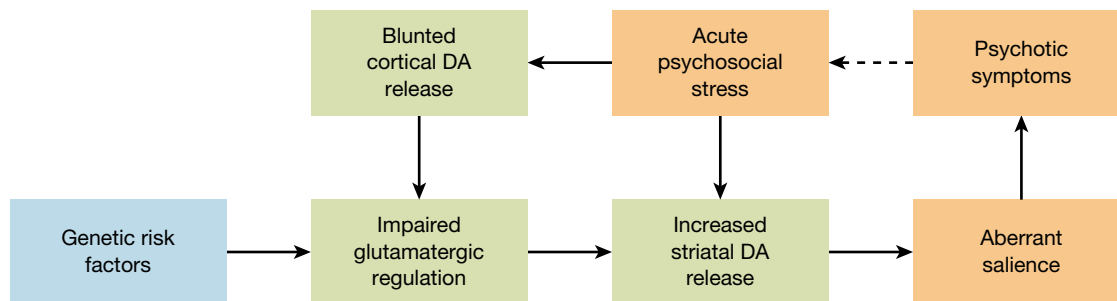 Blunted
cortical DA
release
Acute
psychosocial
stress
Psychotic
symptoms
Genetic risk
factors
Impaired
glutamatergic
regulation
Increased
striatal DA
release
Aberrant
salience